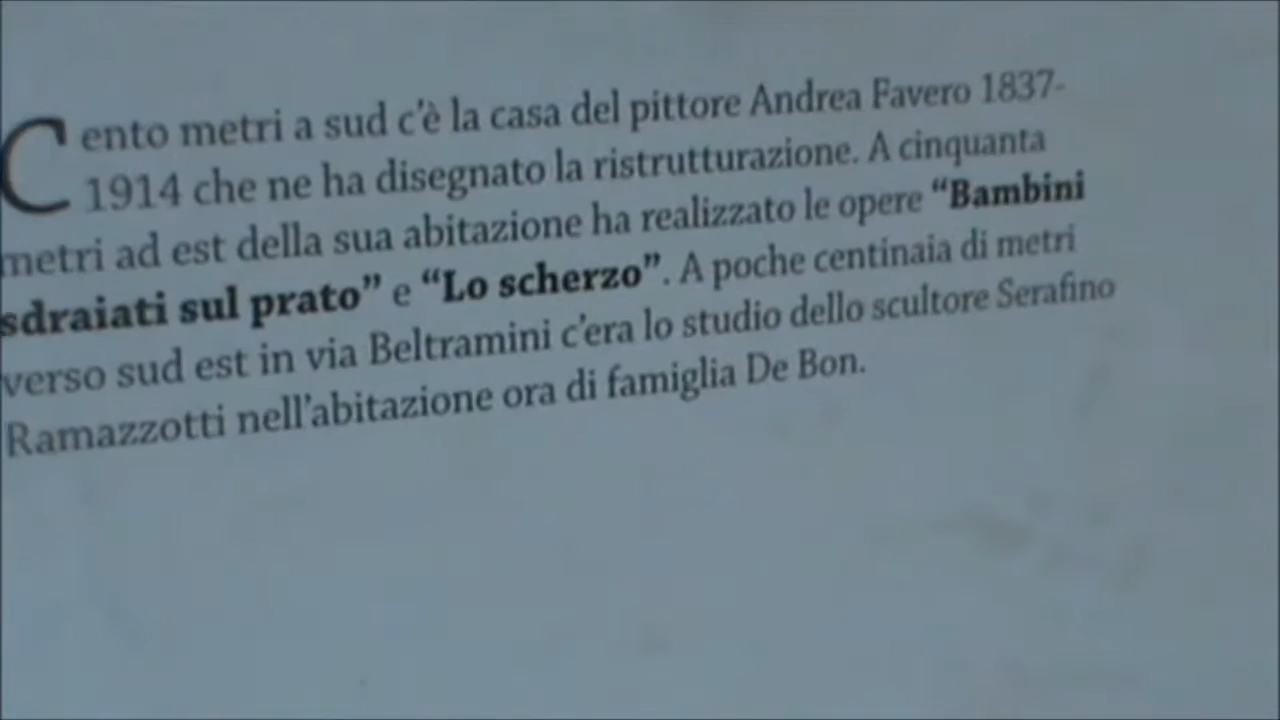 Cento metri a sud c'è la casa del pittore Andrea Favero 1837-
1914 che ne ha disegnato la ristrutturazione. A cinquanta
metri ad est della sua abitazione ha realizzato le opere “Bambini
sdraiati sul prato” e “Lo scherzo”. A poche centinaia di metri
verso sud est in via Beltramini c'era lo studio dello scultore Serafino
Ramazzotti nell'abitazione ora di famiglia De Bon.